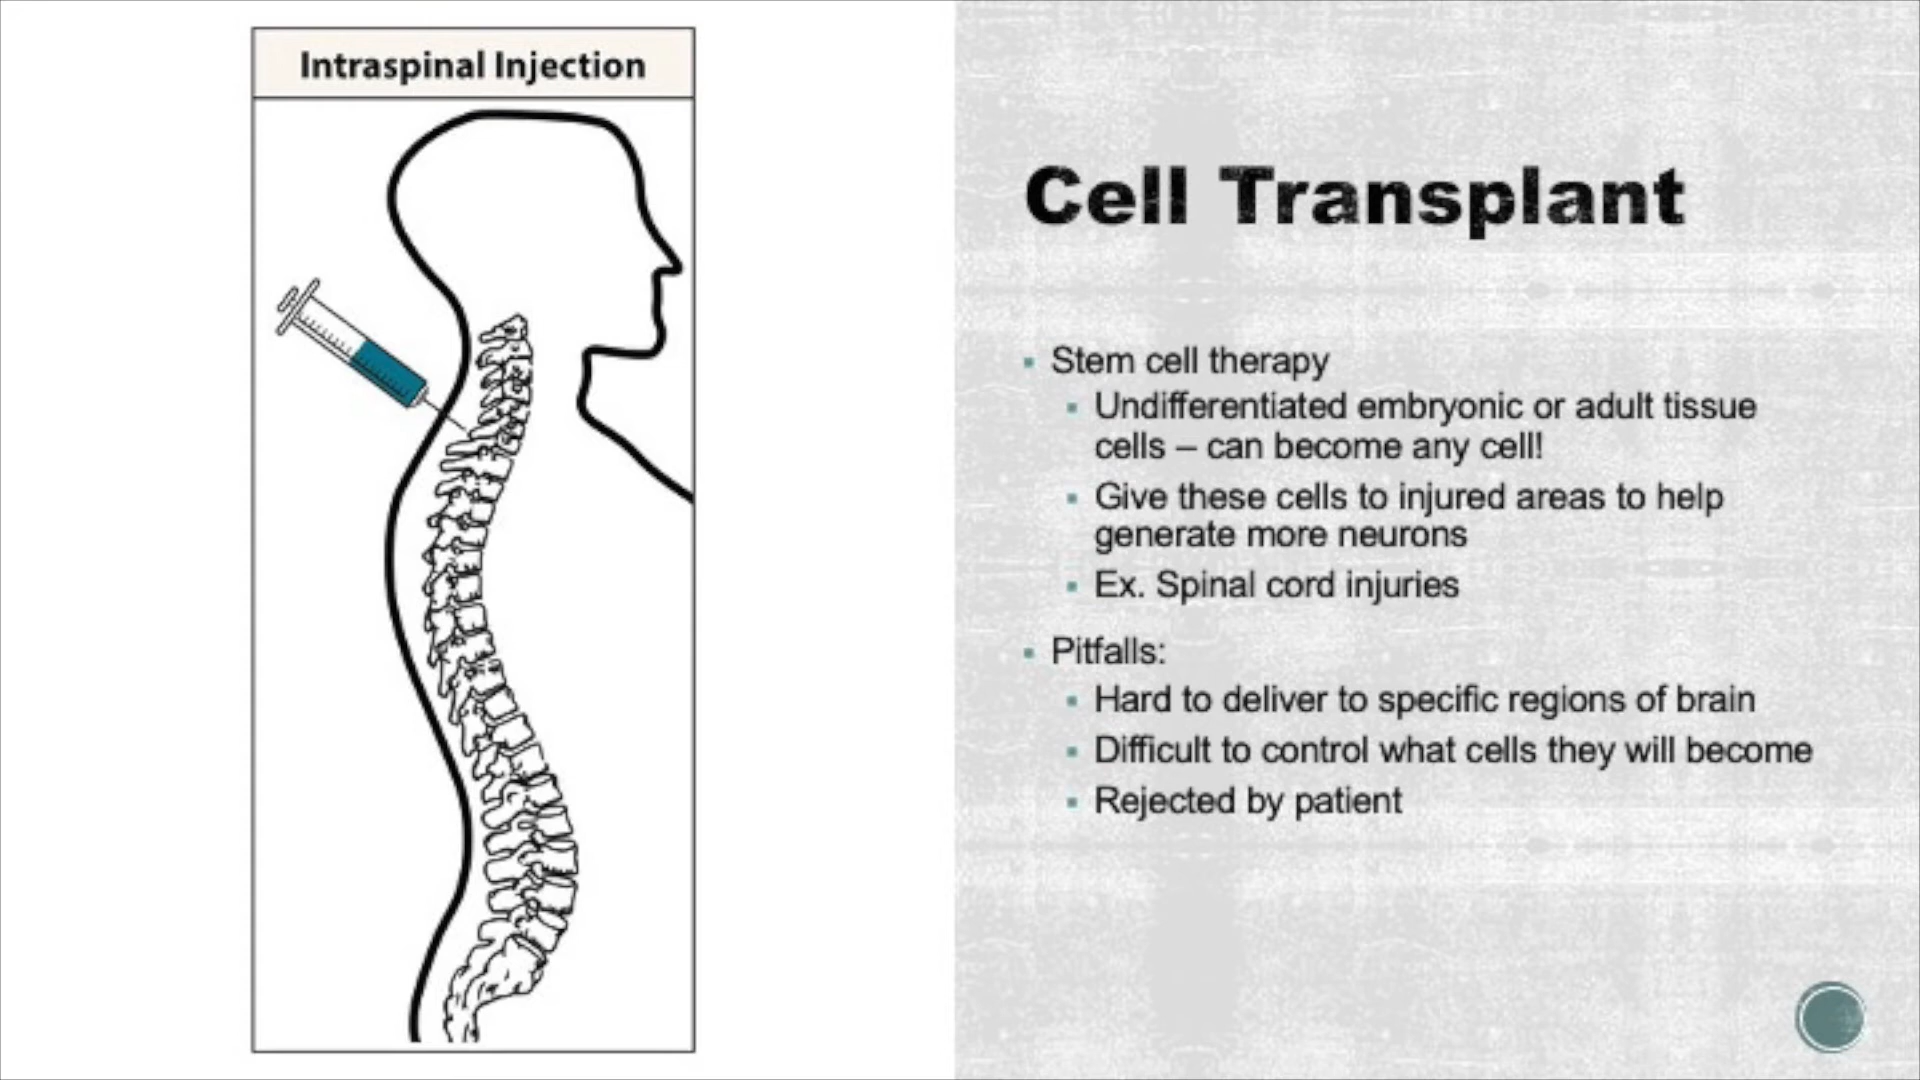 Intraspinal Injection
Cell Transplant
▪ Stem cell therapy
▪ Undifferentiated embryonic or adult tissue
cells – can become any cell!
▪ Give these cells to injured areas to help
generate more neurons
▪ Ex. Spinal cord injuries
▪ Pitfalls:
▪ Hard to deliver to specific regions of brain
▪ Difficult to control what cells they will become
▪ Rejected by patient